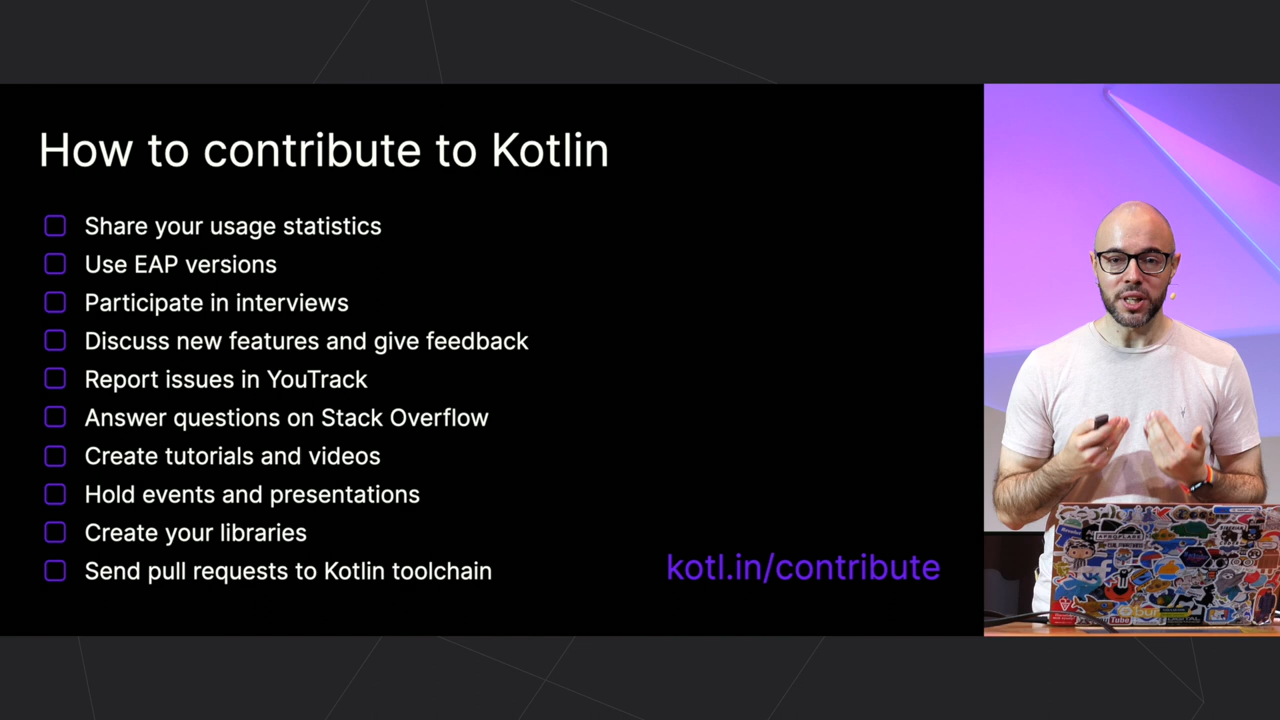 How to contribute to Kotlin
Share your usage statistics
Use EAP versions
Participate in interviews
Discuss new features and give feedback
Report issues in YouTrack
Answer questions on Stack Overflow
Create tutorials and videos
Hold events and presentations
Create your libraries
Send pull requests to Kotlin toolchain
kotl.in/contribute